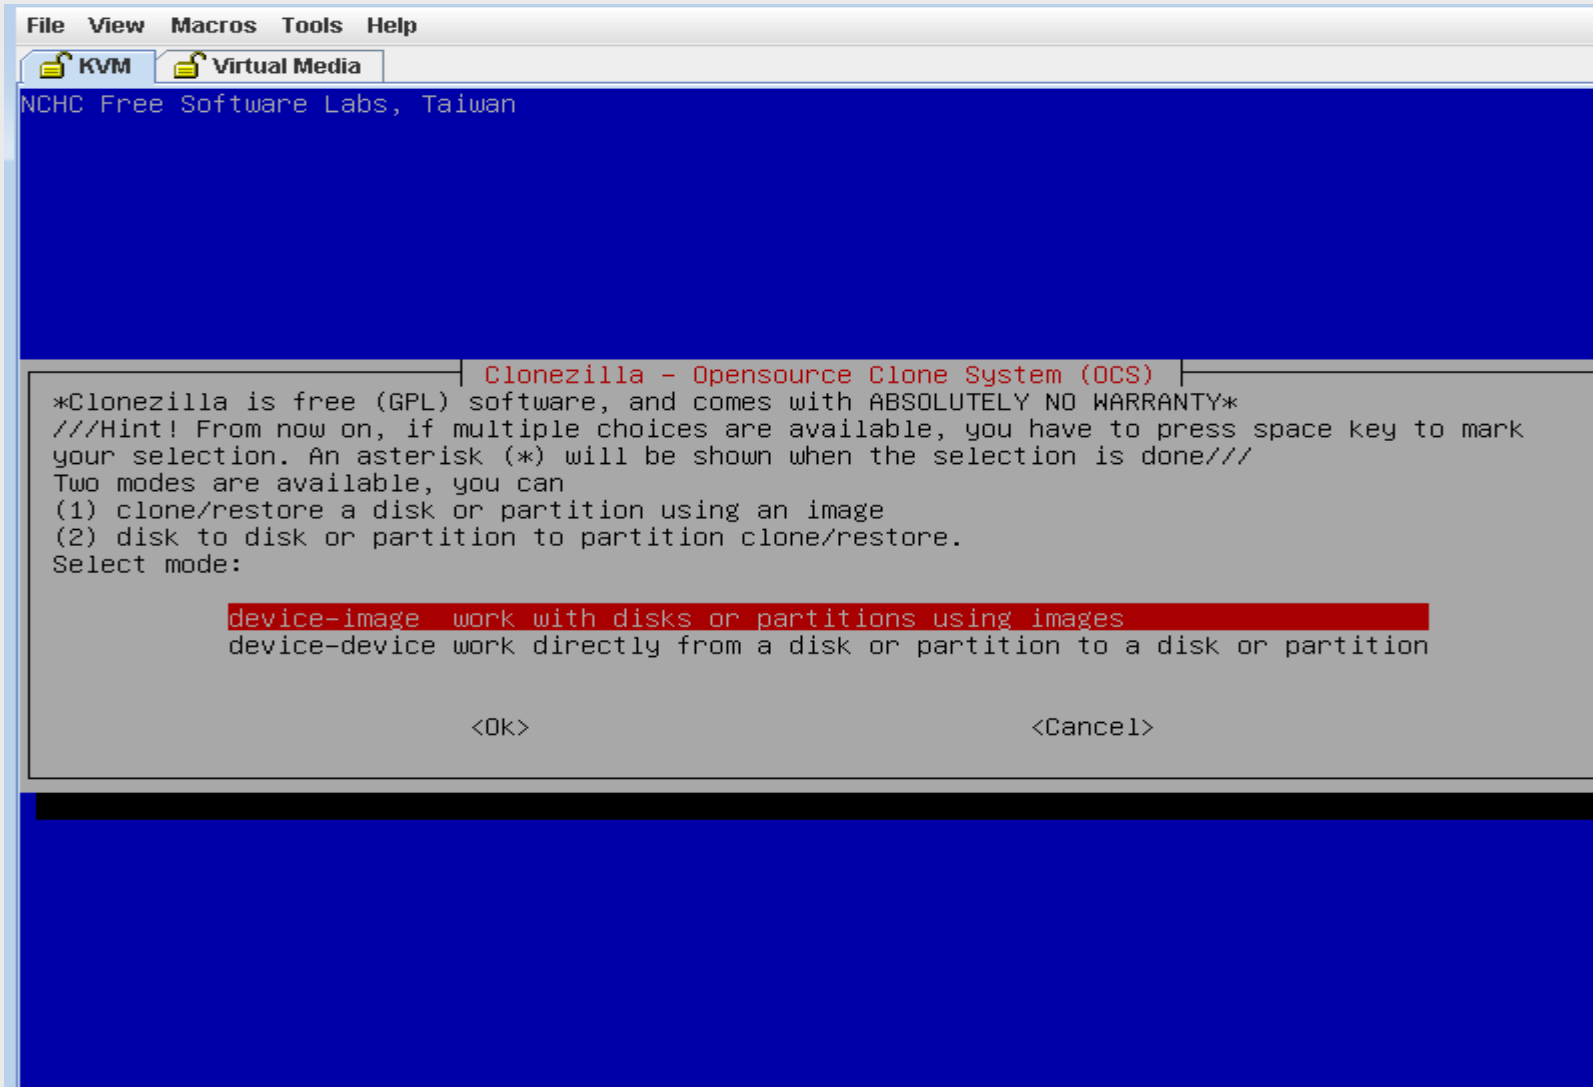 File View Macros Tools Help
KVM Virtual Media
NCHC Free Software Labs, Taiwan
Clonezilla - Opensource Clone System (OCS)
*Clonezilla is free (GPL) software, and comes with ABSOLUTELY NO WARRANTY*
///Hint! From now on, if multiple choices are available, you have to press space key to mark
your selection. An asterisk (*) will be shown when the selection is done///
Two modes are available, you can
(1) clone/restore a disk or partition using an image
(2) disk to disk or partition to partition clone/restore.
Select mode:
device-image work with disks or partitions using images
device-device work directly from a disk or partition to a disk or partition
<Ok> <Cancel>